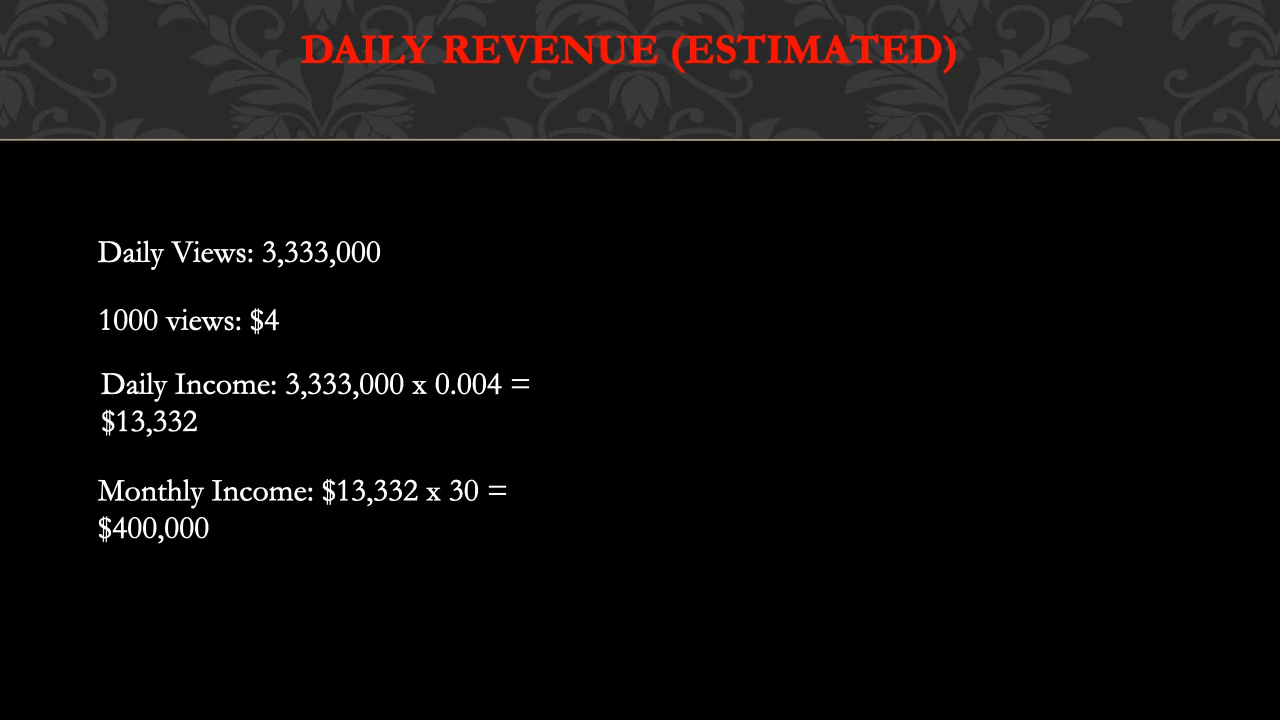 DAILY REVENUE (ESTIMATED)
Daily Views: 3,333,000
1000 views: $4
Daily Income: 3,333,000 x 0.004 =
$13,332
Monthly Income: $13,332 x 30 =
$400,000